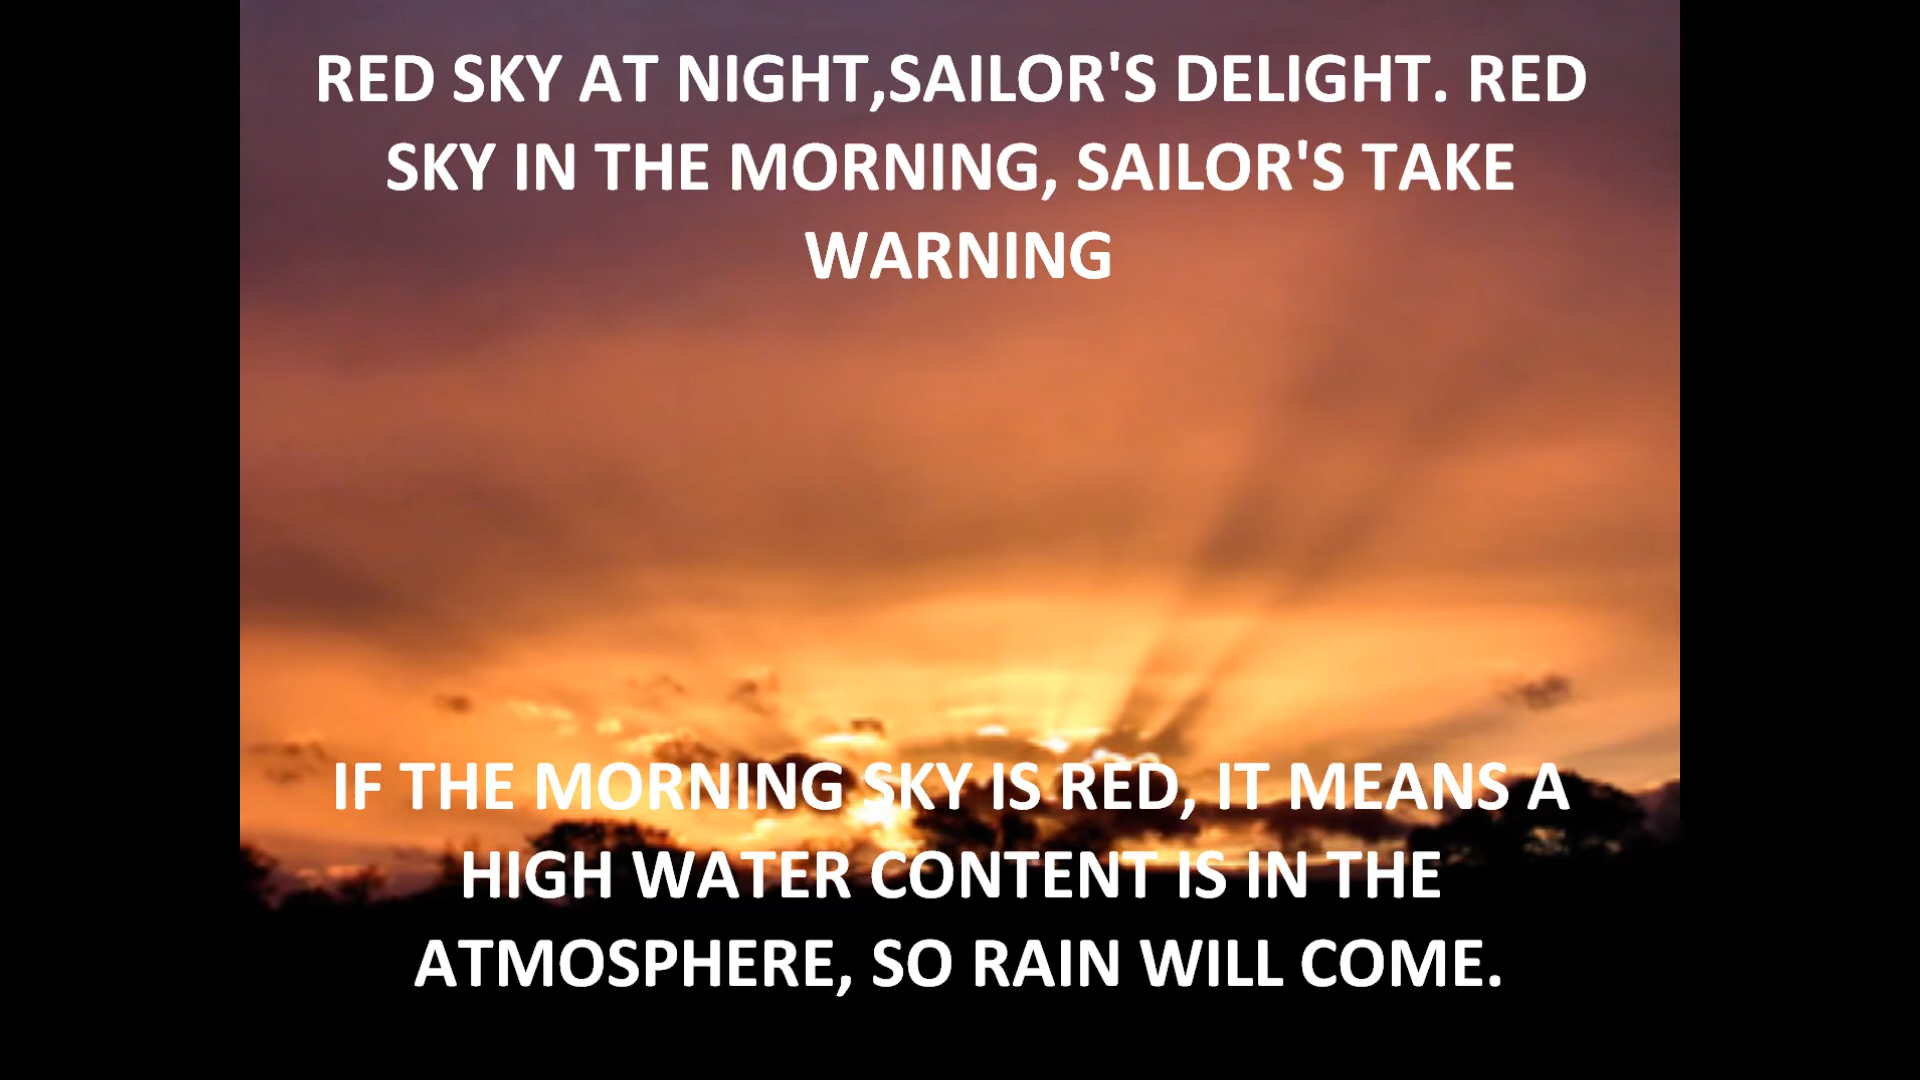 RED SKY AT NIGHT,SAILOR'S DELIGHT. RED
SKY IN THE MORNING, SAILOR'S TAKE
WARNING
IF THE MORNING SKY IS RED, IT MEANS A
HIGH WATER CONTENT IS IN THE
ATMOSPHERE, SO RAIN WILL COME.